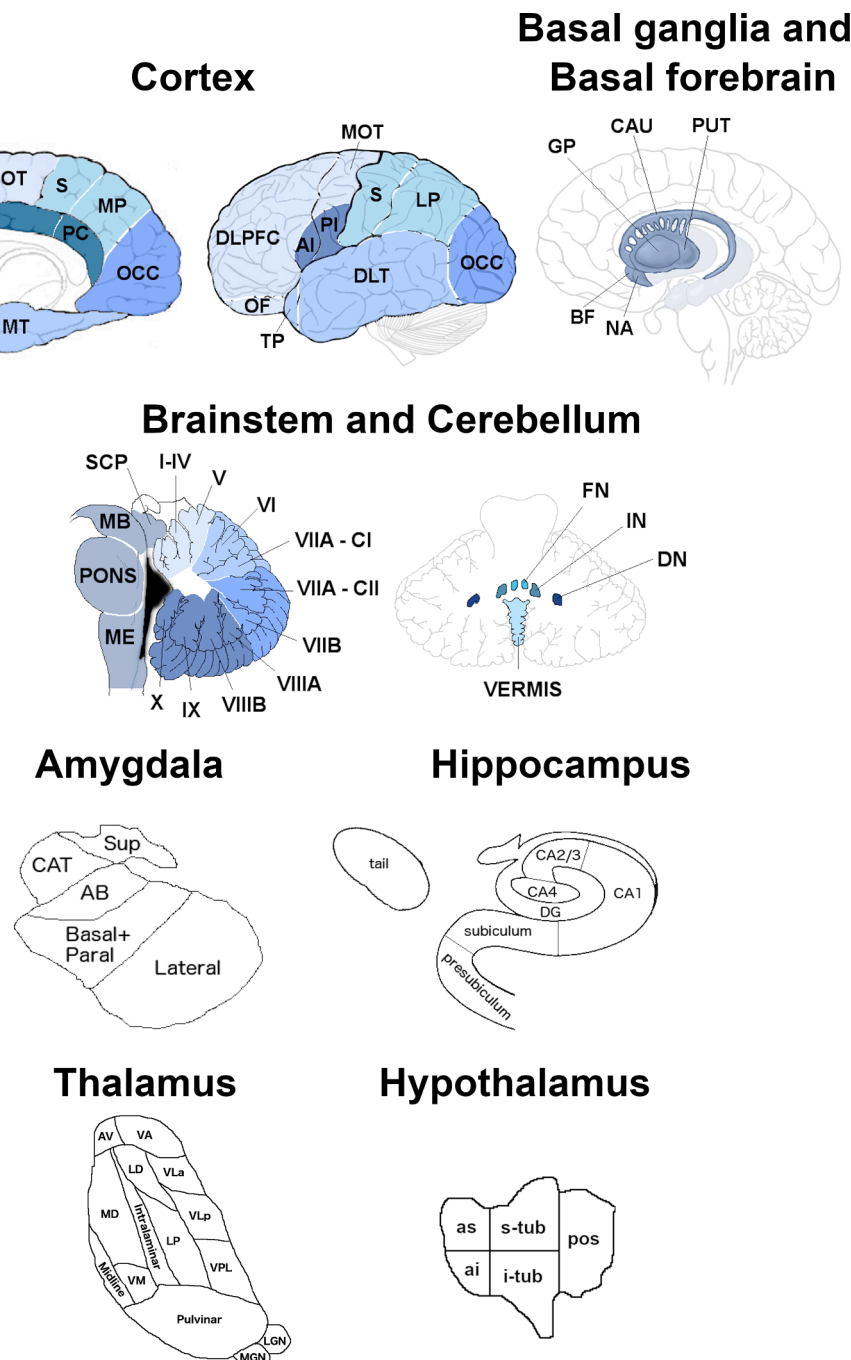 Basal ganglia and
Basal forebrain
Cortex
OT
S
MP
PC
OCC
MT
MOT
S
LP
PI
AI
DLPFC
OCC
DLT
OF
TP
GP
CAU
PUT
BF
NA
Brainstem and Cerebellum
SCP
I-IV
V
VI
MB
VIIA - CI
PONS
VIIA - CII
ME
VIIB
VIIIA
X
IX
VIIIB
FN
IN
DN
VERMIS
Amygdala
Sup
CAT
AB
Basal+
Paral
Lateral
Hippocampus
tail
CA2/3
CA4
CA1
DG
subiculum
presubiculum
Thalamus
AV
VA
LD
VLa
MD
Intralaminar
VLp
LP
VPL
Midline
VM
Pulvinar
LGN
MGN
Hypothalamus
as
s-tub
pos
ai
i-tub